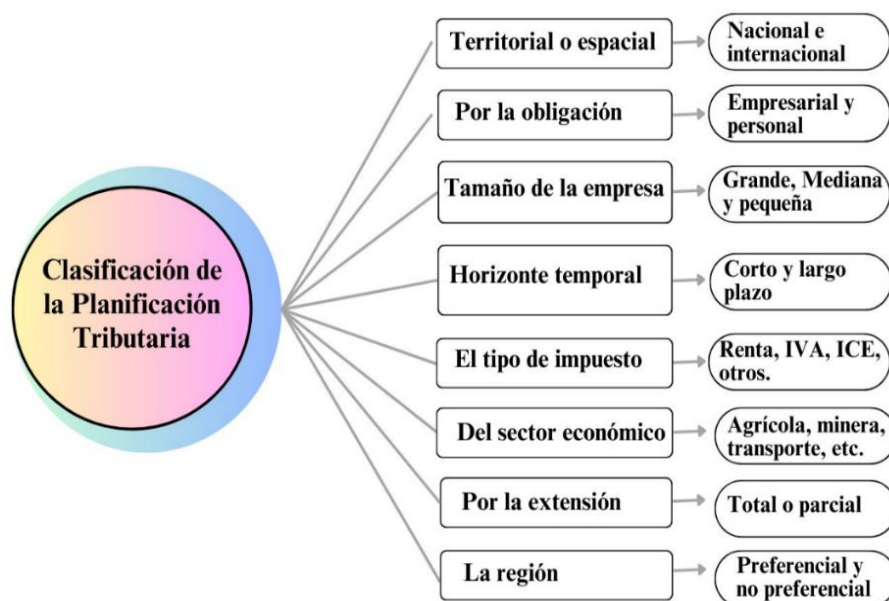 Clasificación de
la Planificación
Tributaria
Territorial o espacial
Nacional e
internacional
Por la obligación
Empresarial y
personal
Tamaño de la empresa
Grande, Mediana
y pequeña
Horizonte temporal
Corto y largo
plazo
El tipo de impuesto
Renta, IVA, ICE,
otros.
Del sector económico
Agrícola, minera,
transporte, etc.
Por la extensión
Total o parcial
La región
Preferencial y
no preferencial